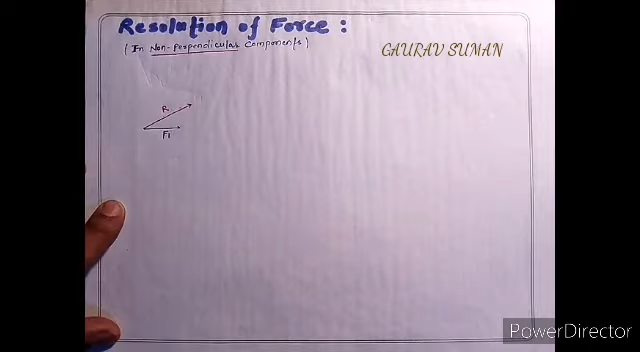 Resolution of Force :
( In Non-Perpendicular Components )
GAURAV SUMAN
R
F1
PowerDirector